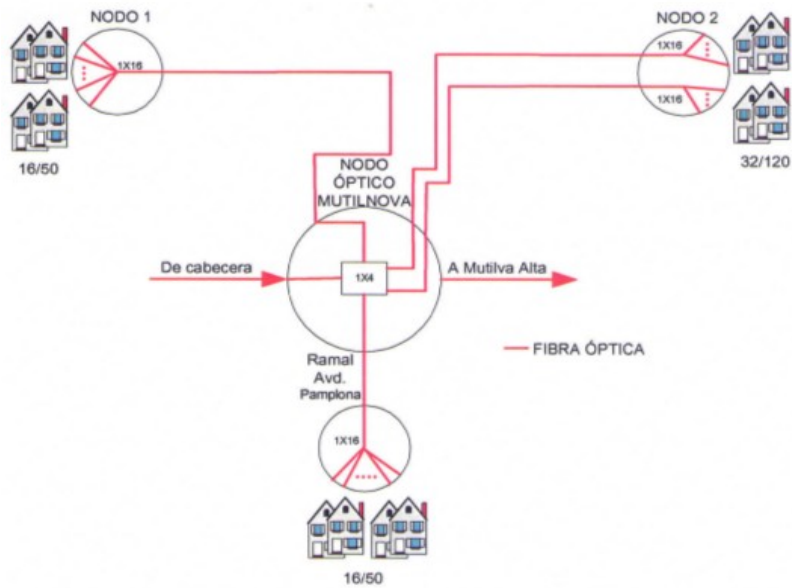 NODO 1
1X16
16/50
NODO 2
1X16
1X16
32/120
NODO
ÓPTICO
MUTILNOVA
De cabecera
1X4
A Mutilva Alta
FIBRA ÓPTICA
Ramal
Avd.
Pamplona
1X16
16/50